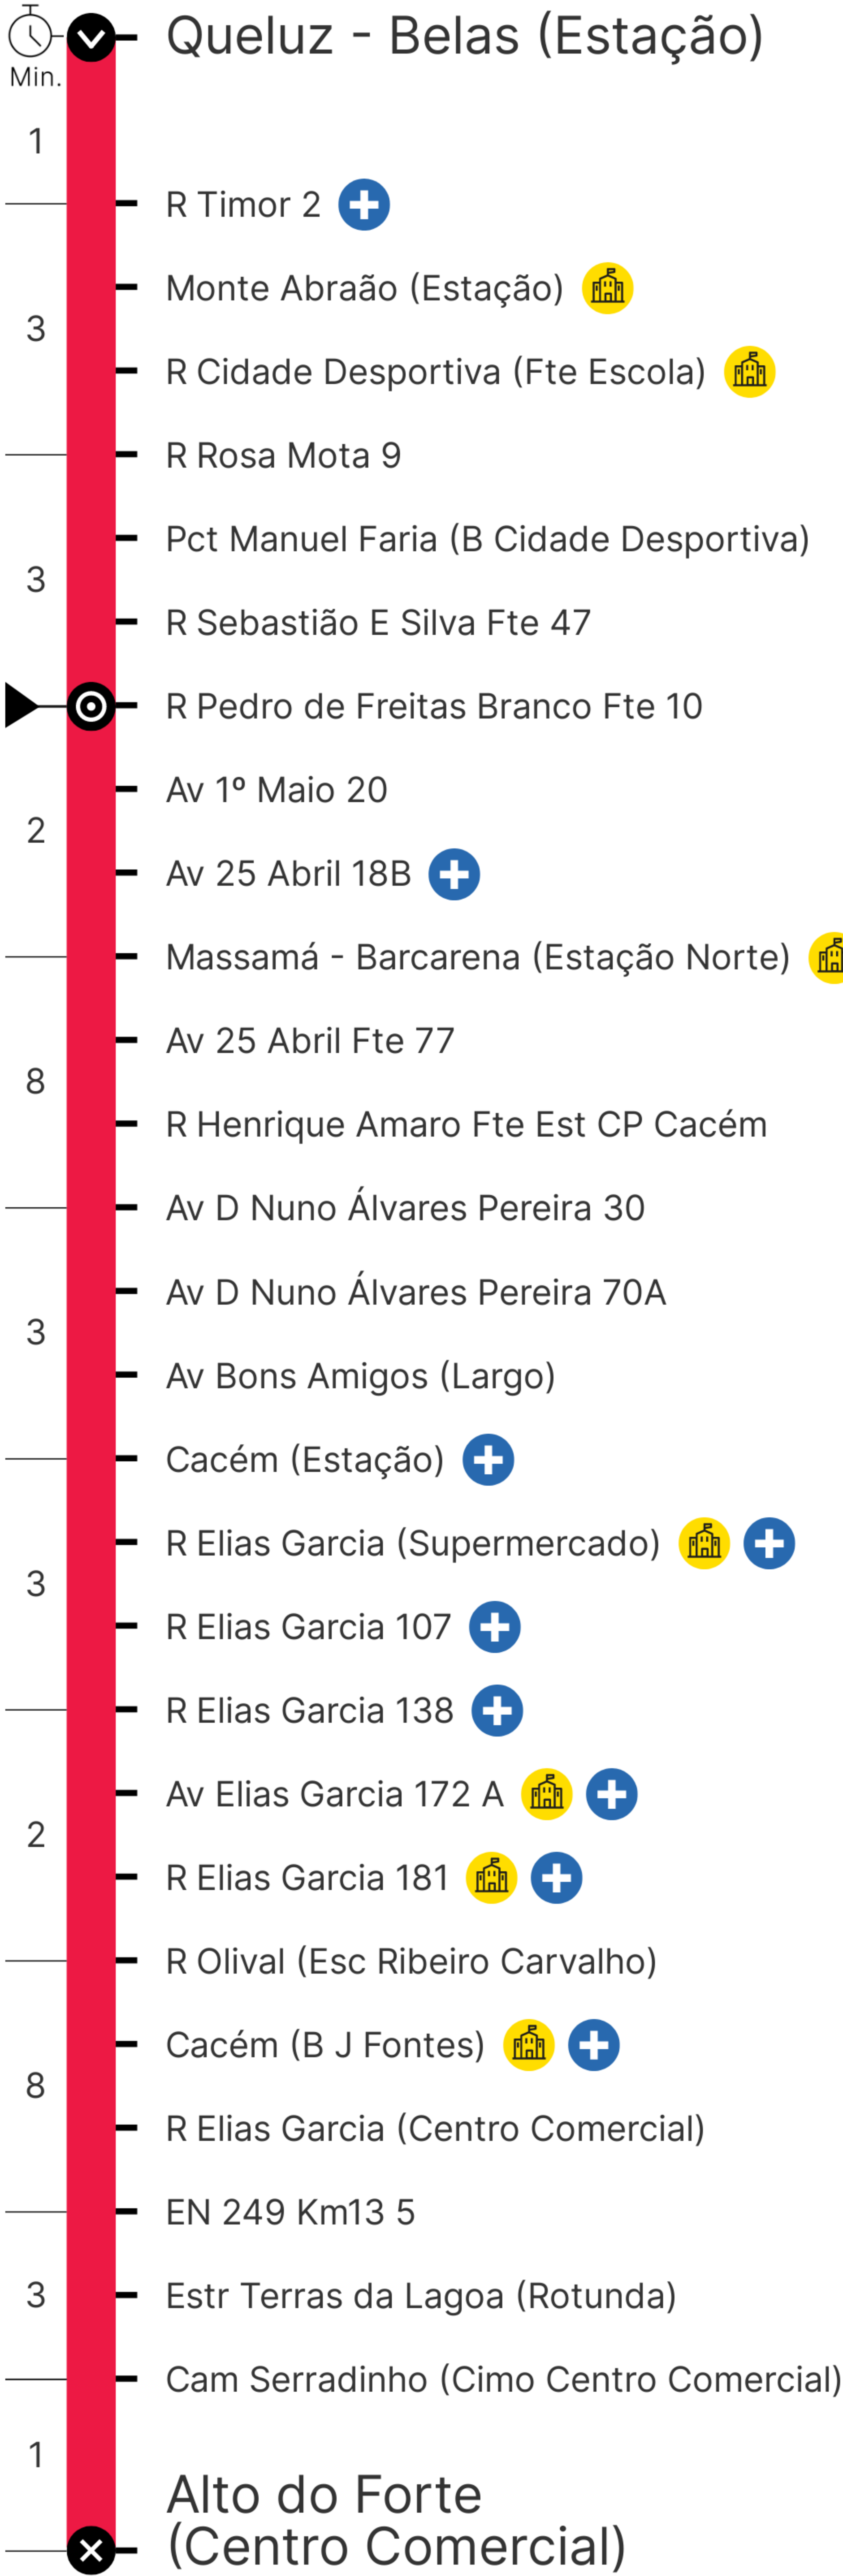 Queluz - Belas (Estação)
Min.
1
R Timor 2
Monte Abraão (Estação)
3
R Cidade Desportiva (Fte Escola)
R Rosa Mota 9
Pct Manuel Faria (B Cidade Desportiva)
3
R Sebastião E Silva Fte 47
R Pedro de Freitas Branco Fte 10
Av 1º Maio 20
2
Av 25 Abril 18B
Massamá - Barcarena (Estação Norte)
Av 25 Abril Fte 77
8
R Henrique Amaro Fte Est CP Cacém
Av D Nuno Álvares Pereira 30
Av D Nuno Álvares Pereira 70A
3
Av Bons Amigos (Largo)
Cacém (Estação)
R Elias Garcia (Supermercado)
3
R Elias Garcia 107
R Elias Garcia 138
Av Elias Garcia 172 A
2
R Elias Garcia 181
R Olival (Esc Ribeiro Carvalho)
Cacém (B J Fontes)
8
R Elias Garcia (Centro Comercial)
EN 249 Km13 5
3
Estr Terras da Lagoa (Rotunda)
Cam Serradinho (Cimo Centro Comercial)
1
Alto do Forte
(Centro Comercial)